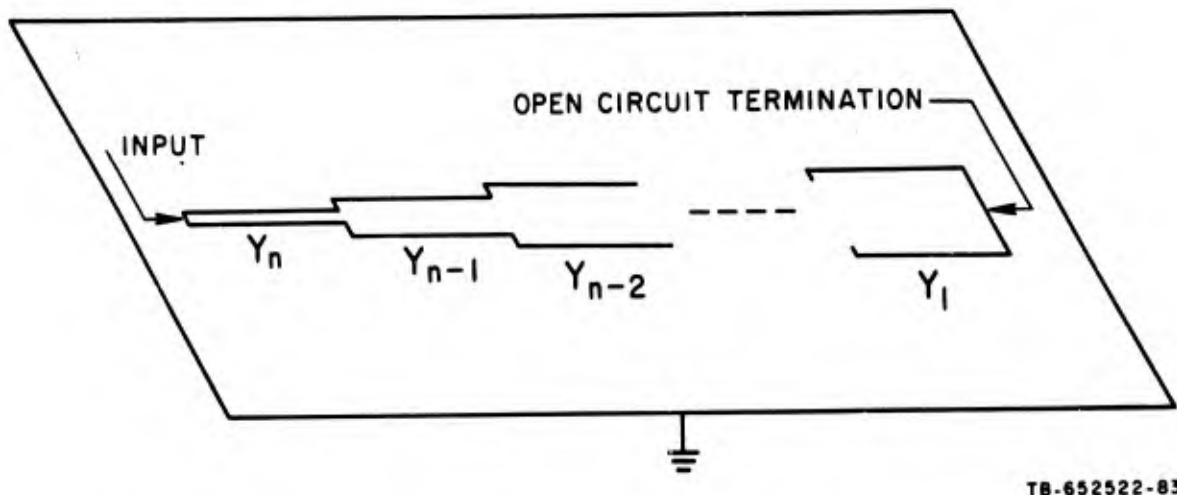 OPEN CIRCUIT TERMINATION
INPUT
Yn
Yn-1
Yn-2
Y1
TB-652522-83